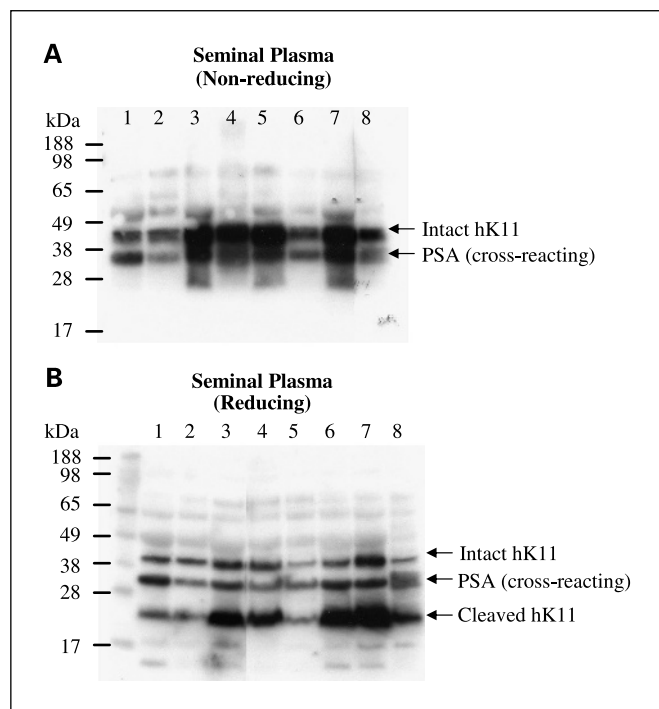 A
Seminal Plasma
(Non-reducing)
kDa
1 2 3 4 5 6 7 8
188
98
65
49
Intact hK11
38
PSA (cross-reacting)
28
17
B
Seminal Plasma
(Reducing)
kDa
1 2 3 4 5 6 7 8
188
98
65
49
Intact hK11
38
PSA (cross-reacting)
28
Cleaved hK11
17